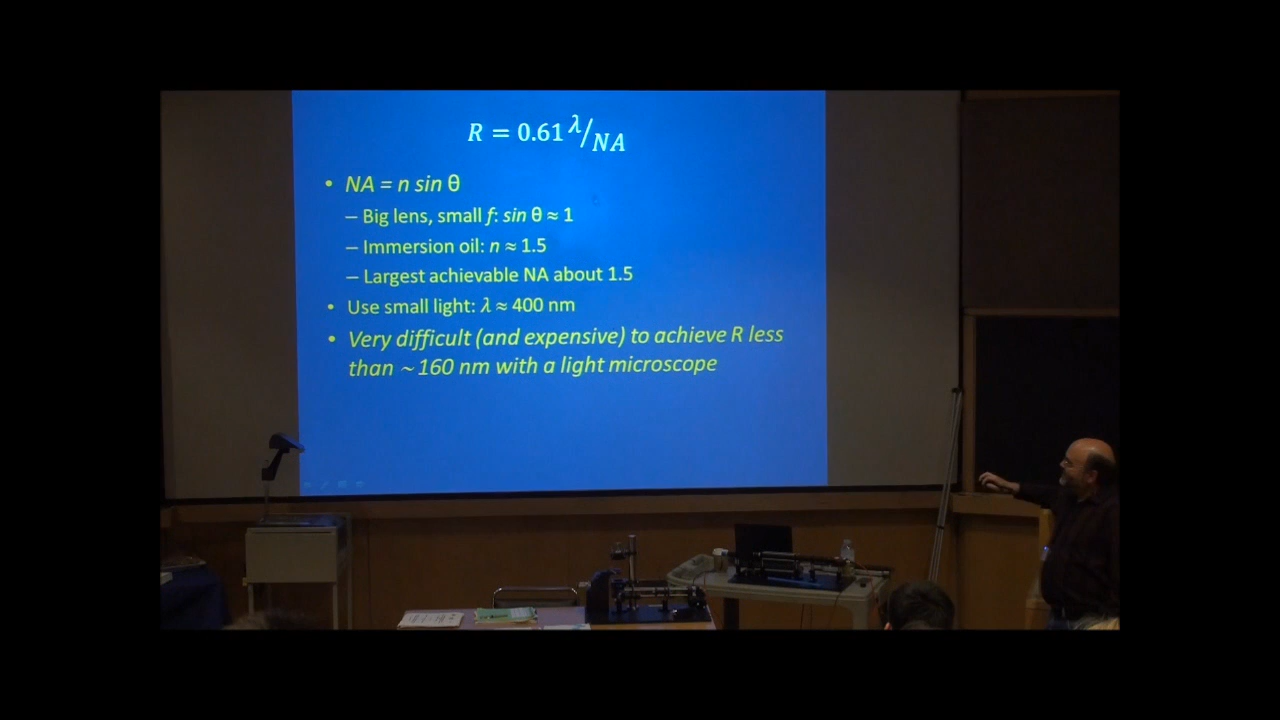 R = 0.61 λ/NA
• NA = n sin θ
– Big lens, small f: sin θ ≈ 1
– Immersion oil: n ≈ 1.5
– Largest achievable NA about 1.5
• Use small light: λ ≈ 400 nm
• Very difficult (and expensive) to achieve R less
than ~160 nm with a light microscope